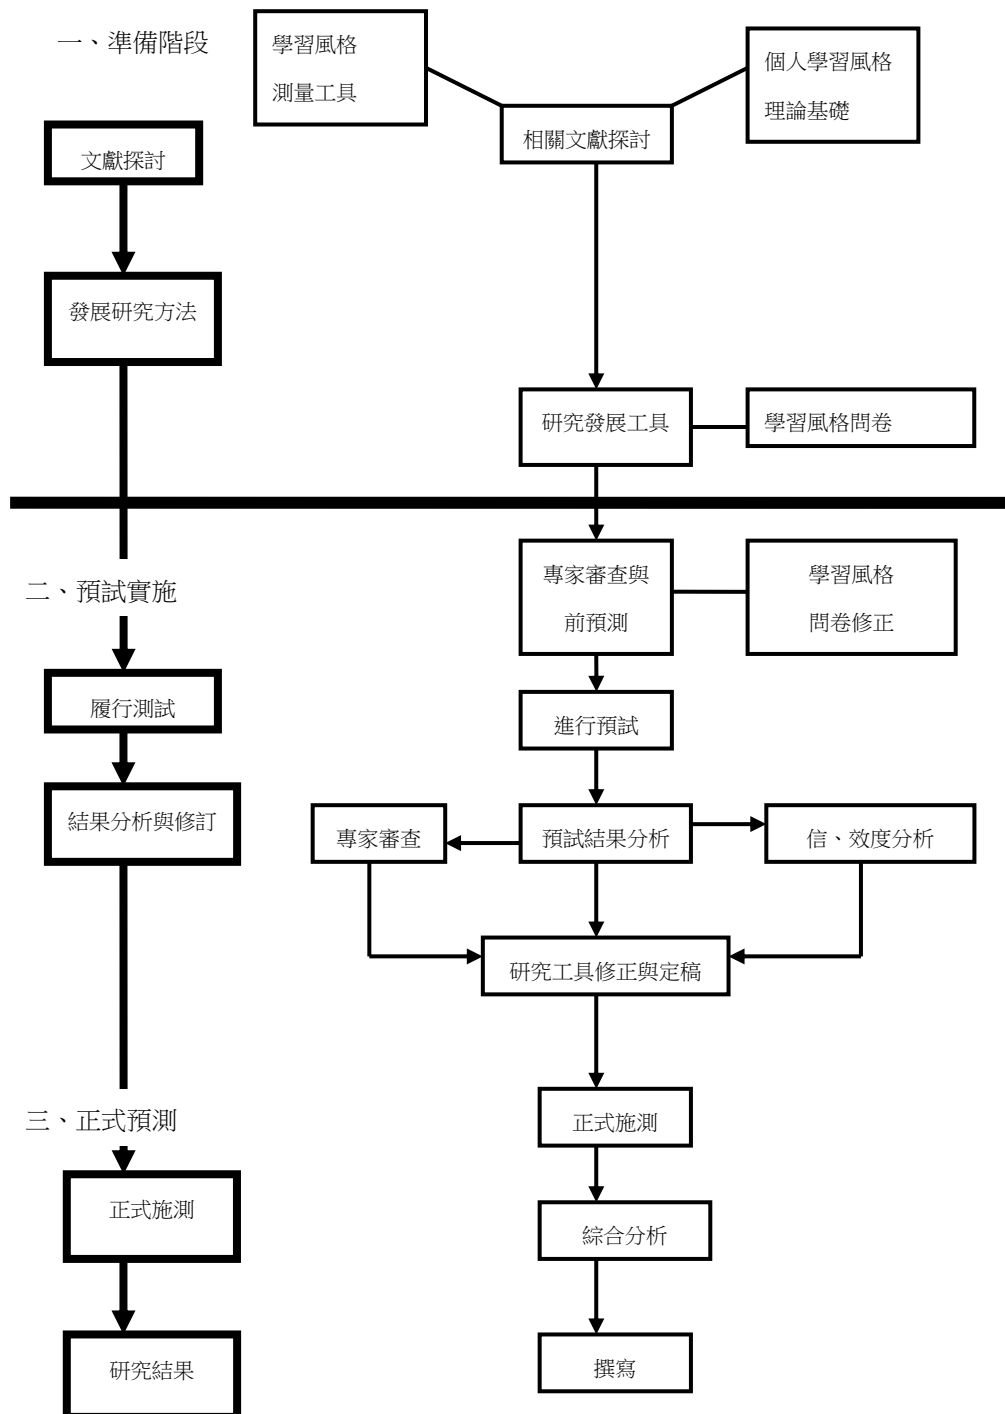 一、準備階段
學習風格
測量工具
個人學習風格
理論基礎
相關文獻探討
文獻探討
發展研究方法
研究發展工具
學習風格問卷
二、預試實施
專家審查與
前預測
學習風格
問卷修正
履行測試
進行預試
結果分析與修訂
專家審查
預試結果分析
信、效度分析
研究工具修正與定稿
三、正式預測
正式施測
正式施測
綜合分析
研究結果
撰寫